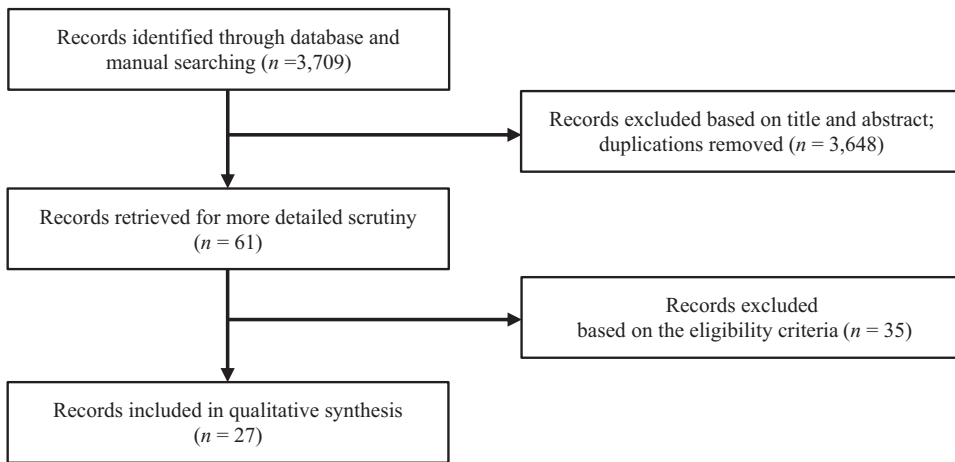 Records identified through database and
manual searching (n =3,709)
Records excluded based on title and abstract;
duplications removed (n = 3,648)
Records retrieved for more detailed scrutiny
(n = 61)
Records excluded
based on the eligibility criteria (n = 35)
Records included in qualitative synthesis
(n = 27)